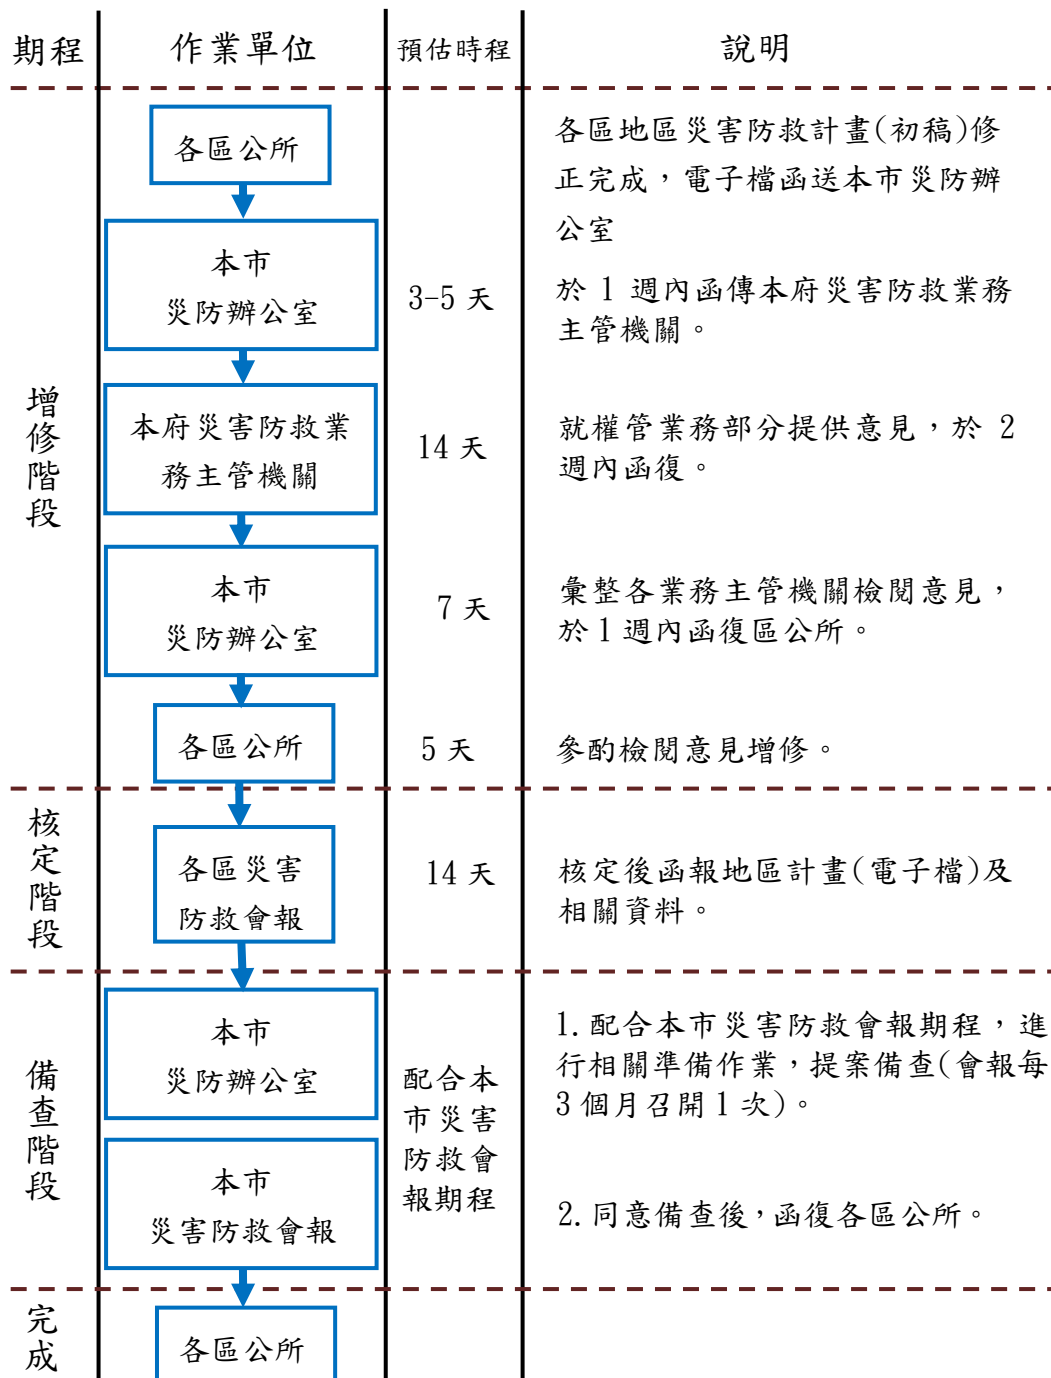 期程
作業單位
預估時程
說明
增修階段
各區公所
各區地區災害防救計畫(初稿)修
正完成，電子檔函送本市災防辦
公室
本市
災防辦公室
3-5 天
於 1 週內函傳本府災害防救業務
主管機關。
本府災害防救業
務主管機關
14 天
就權管業務部分提供意見，於 2
週內函復。
本市
災防辦公室
7 天
彙整各業務主管機關檢閱意見，
於 1 週內函復區公所。
各區公所
5 天
參酌檢閱意見增修。
核定階段
各區災害
防救會報
14 天
核定後函報地區計畫(電子檔)及
相關資料。
備查階段
本市
災防辦公室
配合本
市災害
防救會
報期程
1.配合本市災害防救會報期程，進
行相關準備作業，提案備查(會報每
3 個月召開 1 次)。
本市
災害防救會報
2.同意備查後，函復各區公所。
完成
各區公所